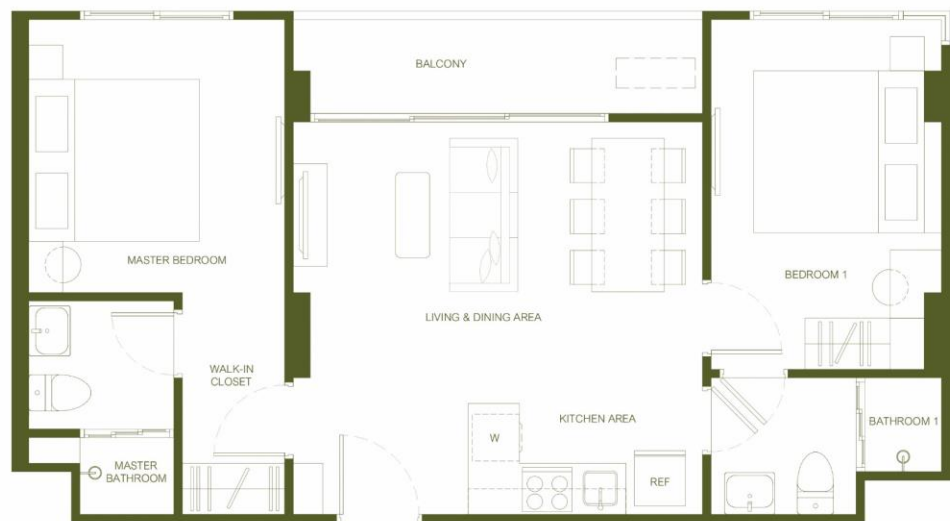 BALCONY
MASTER BEDROOM
BEDROOM 1
LIVING & DINING AREA
WALK-IN
CLOSET
KITCHEN AREA
BATHROOM 1
W
MASTER
BATHROOM
REF